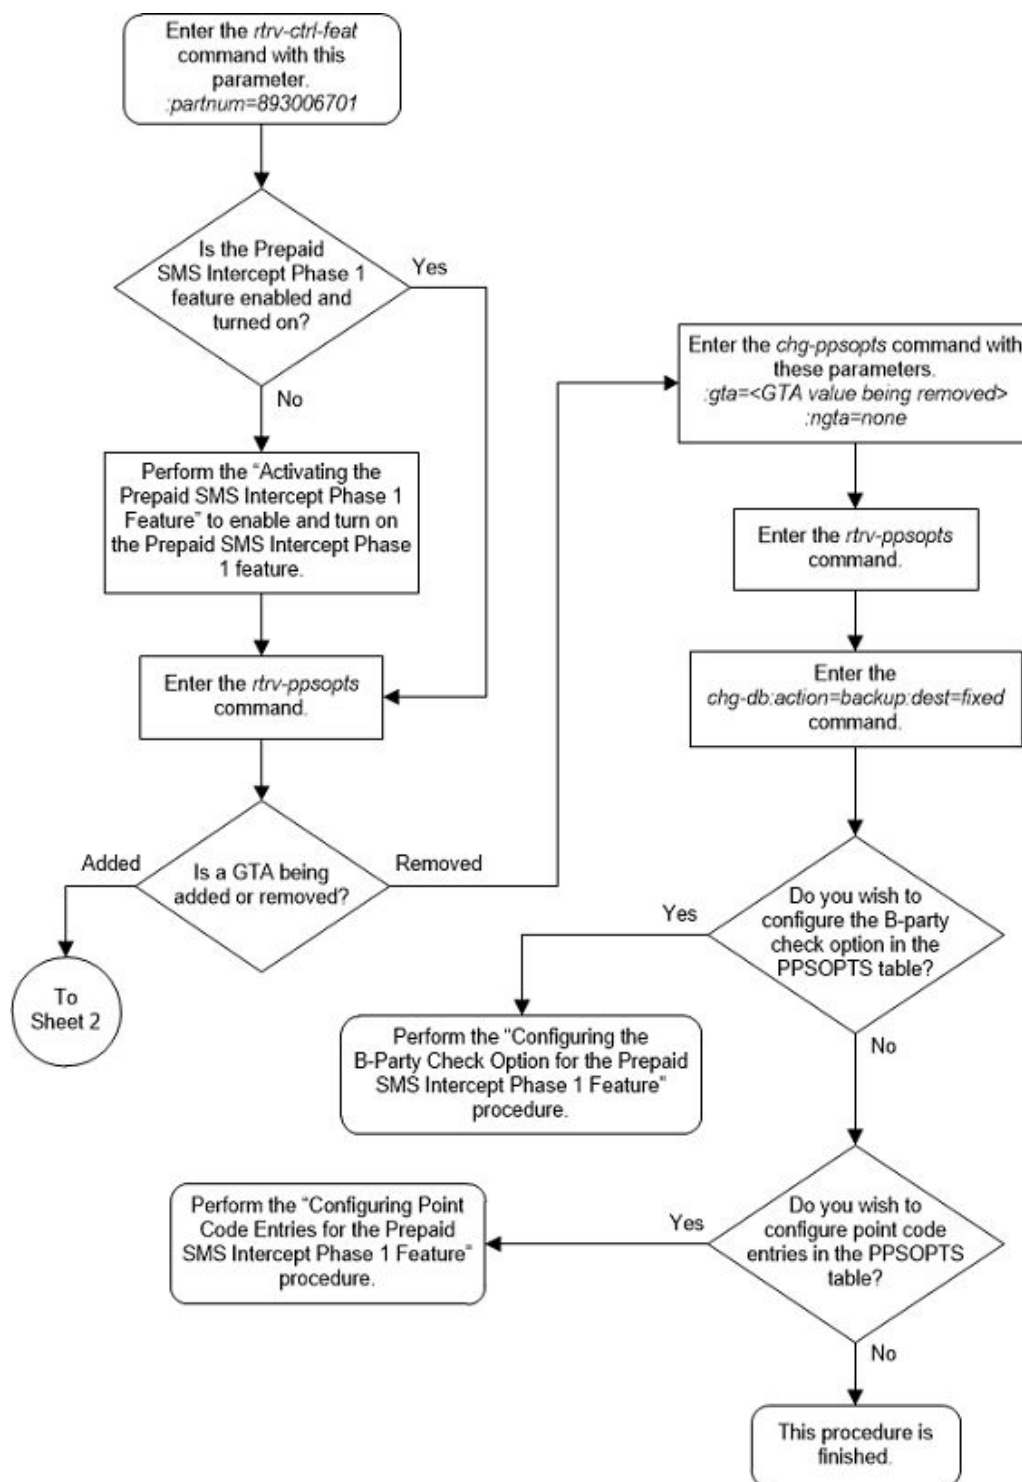 Enter the rtrv-ctrl-feat
command with this
parameter.
:partnum=893006701
Is the Prepaid
SMS Intercept Phase 1
feature enabled and
turned on?
Yes
No
Perform the “Activating the
Prepaid SMS Intercept Phase 1
Feature” to enable and turn on
the Prepaid SMS Intercept Phase
1 feature.
Enter the rtrv-ppsopts
command.
Is a GTA being
added or removed?
Added
Removed
To
Sheet 2
Enter the chg-ppsopts command with
these parameters.
:gta=<GTA value being removed>
:ngta=none
Enter the rtrv-ppsopts
command.
Enter the
chg-db:action=backup:dest=fixed
command.
Do you wish to
configure the B-party
check option in the
PPSOPTS table?
Yes
No
Perform the “Configuring the
B-Party Check Option for the Prepaid
SMS Intercept Phase 1 Feature”
procedure.
Do you wish to
configure point code
entries in the PPSOPTS
table?
Yes
No
Perform the “Configuring Point
Code Entries for the Prepaid
SMS Intercept Phase 1 Feature”
procedure.
This procedure is
finished.